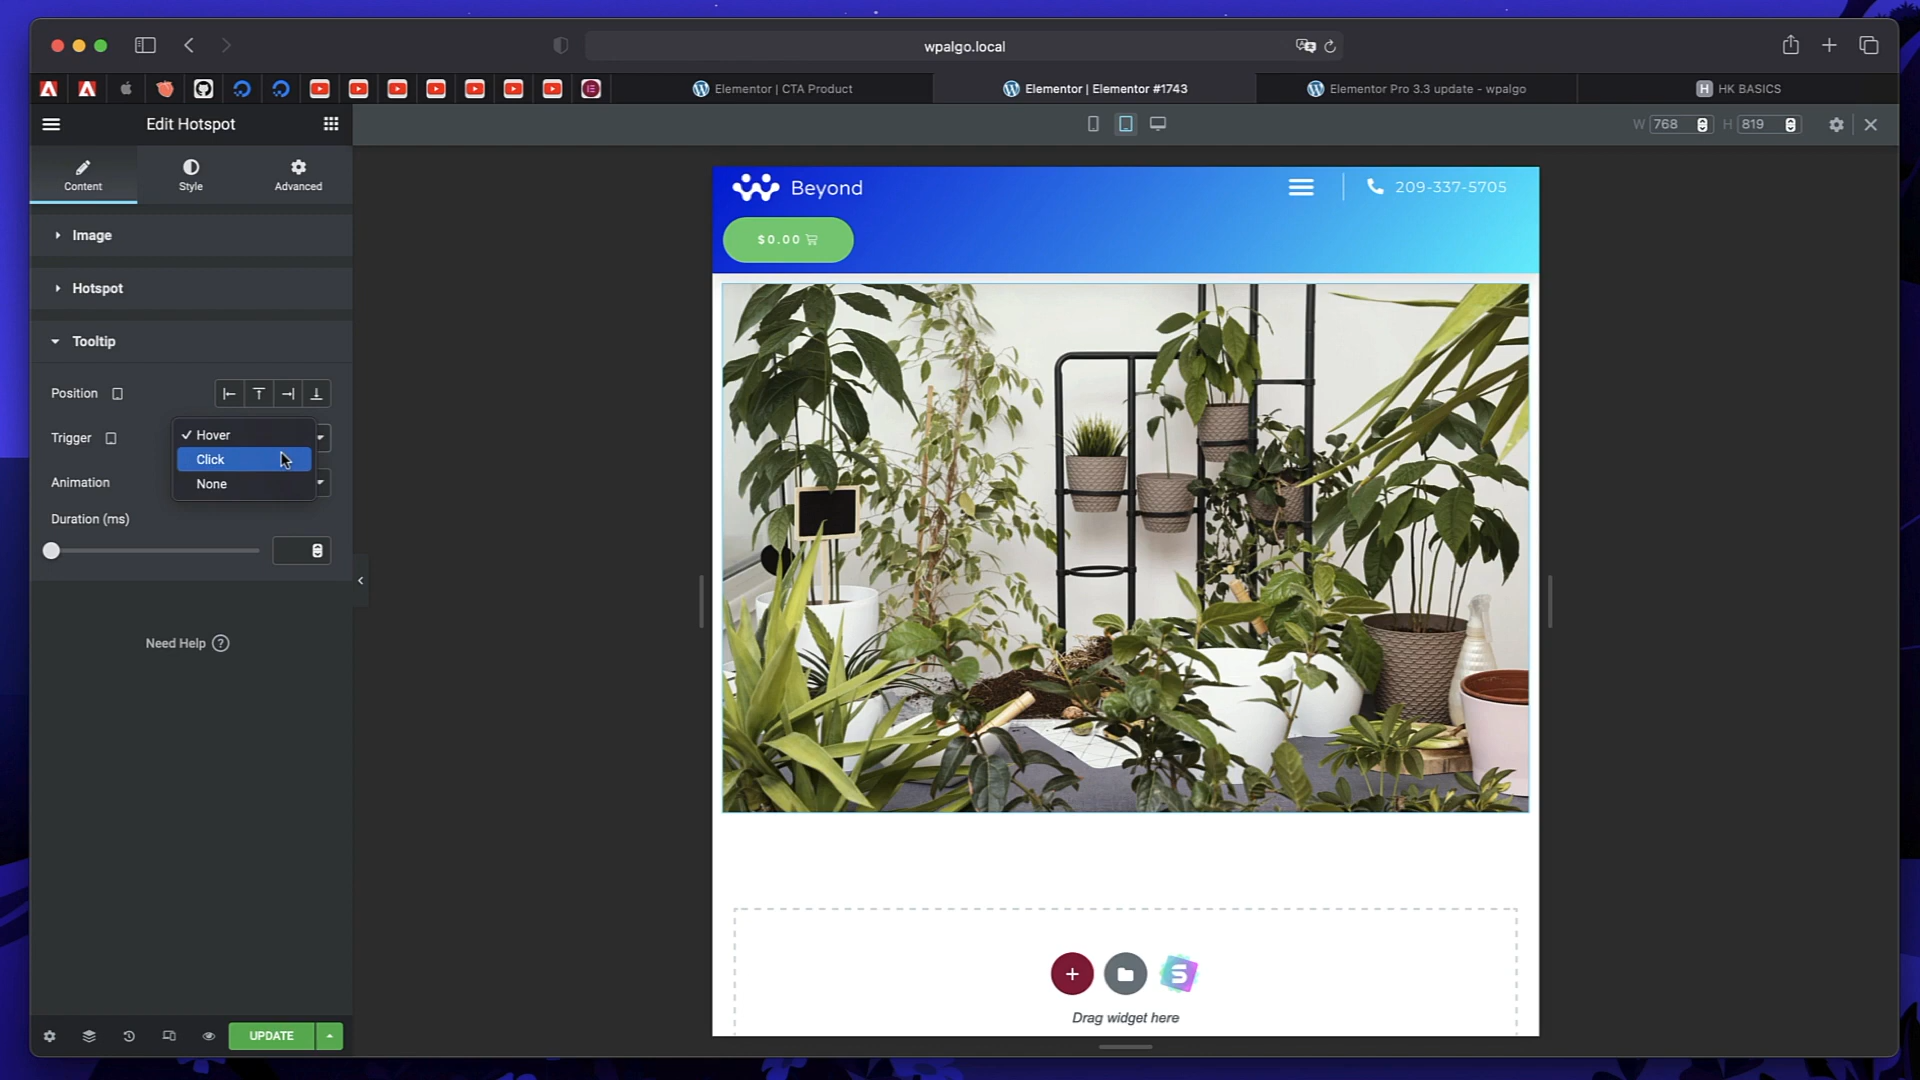 wpalgo.local
Elementor | CTA Product
Elementor | Elementor #1743
Elementor Pro 3.3 update - wpalgo
H HK BASICS
Edit Hotspot
W 768
H 819
Content
Style
Advanced
Beyond
209-337-5705
$0.00
Image
Hotspot
Tooltip
Position
Trigger
Hover
Click
None
Animation
Duration (ms)
Need Help ?
Drag widget here
UPDATE